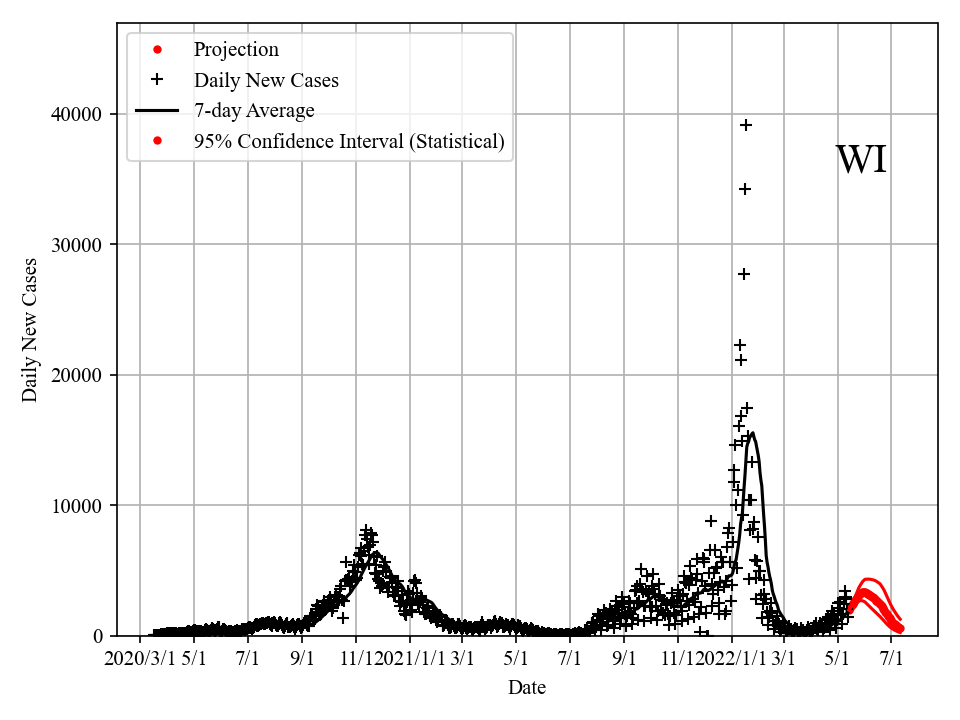 Projection
Daily New Cases
7-day Average
95% Confidence Interval (Statistical)
WI
Daily New Cases
40000
30000
20000
10000
0
2020/3/1 5/1 7/1 9/1 11/1 2021/1/1 3/1 5/1 7/1 9/1 11/1 2022/1/1 3/1 5/1 7/1
Date